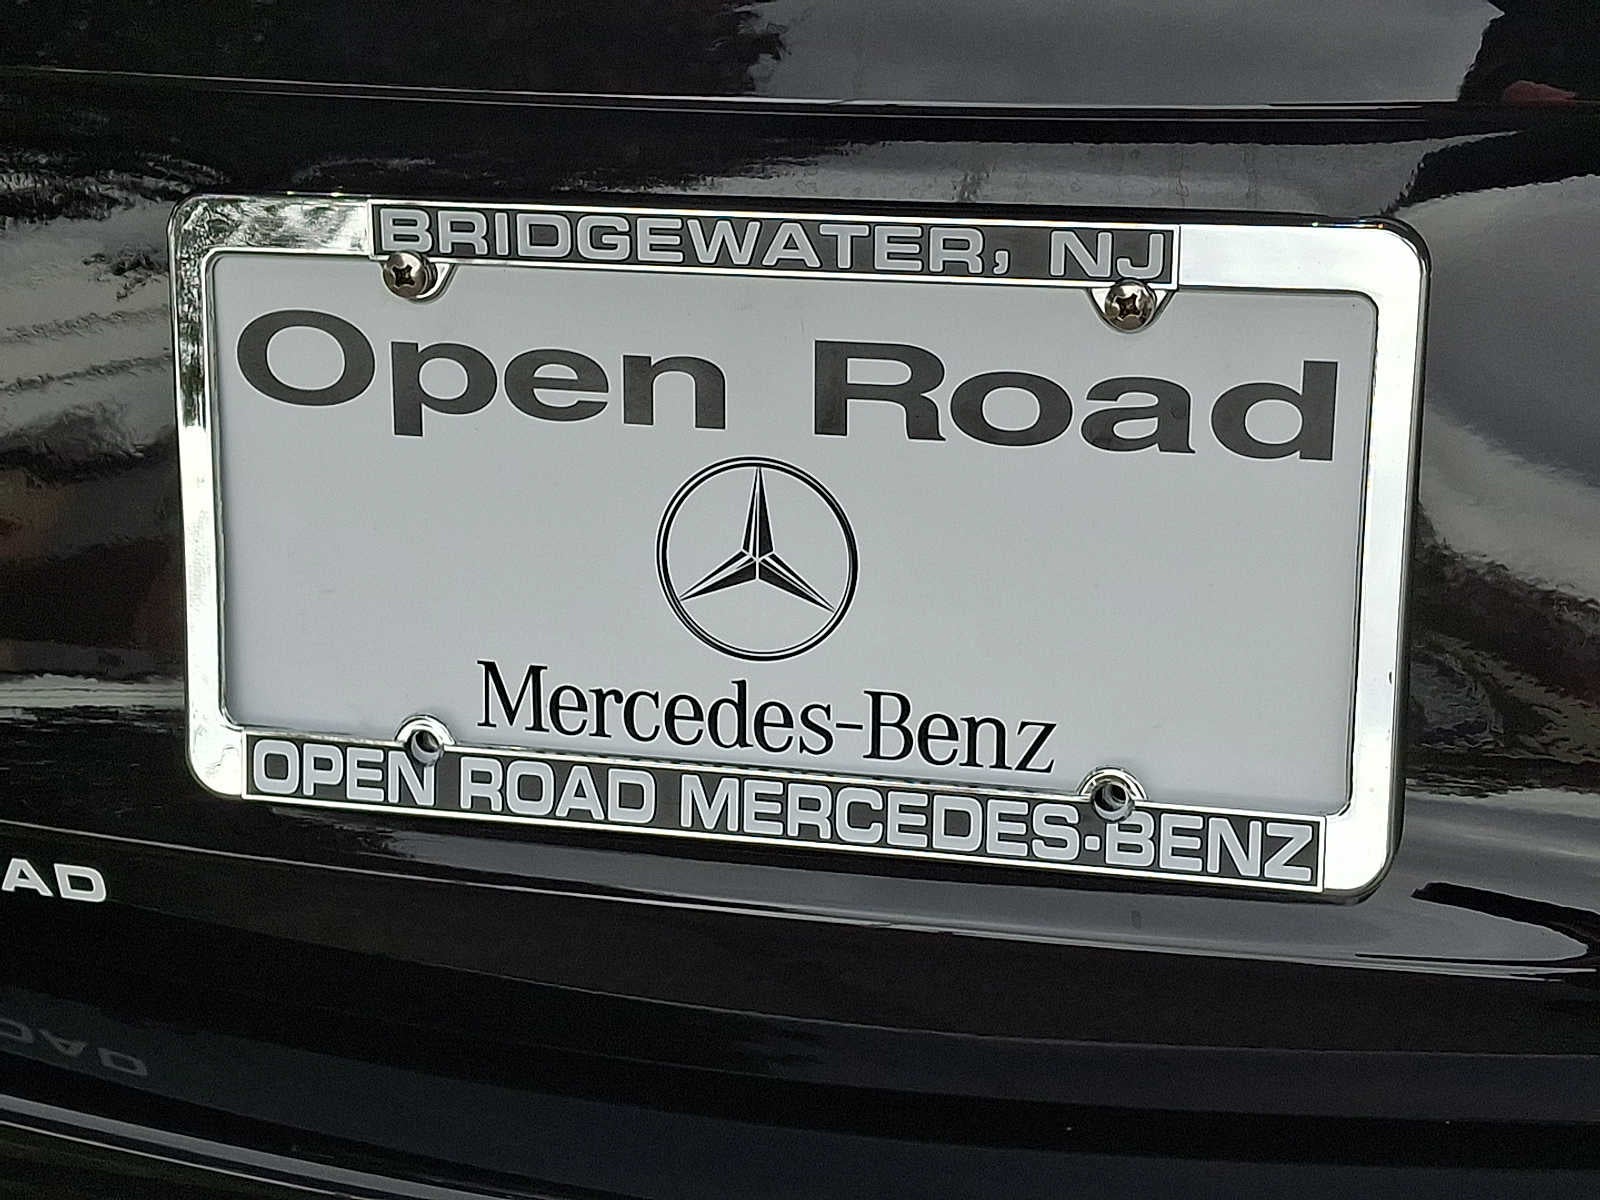 BRIDGEWATER, NJ
Open Road
Mercedes-Benz
OPEN ROAD MERCEDES-BENZ
AD